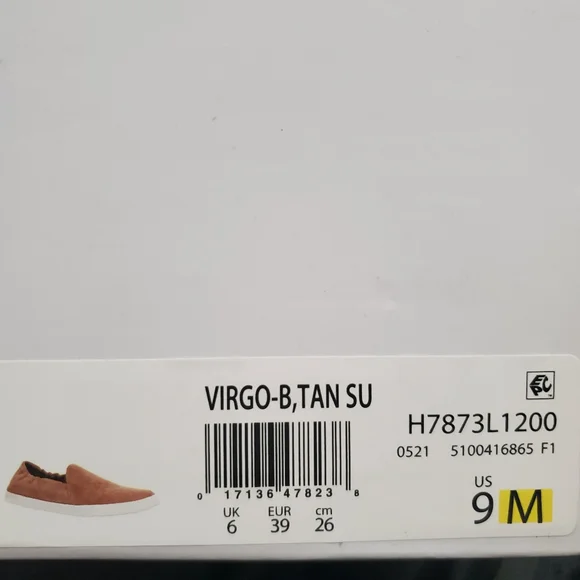 VIRGO-B,TAN SU
H7873L1200
0521 5100416865 F1
0 17136 47823 8
UK EUR cm
6 39 26
US
9 M